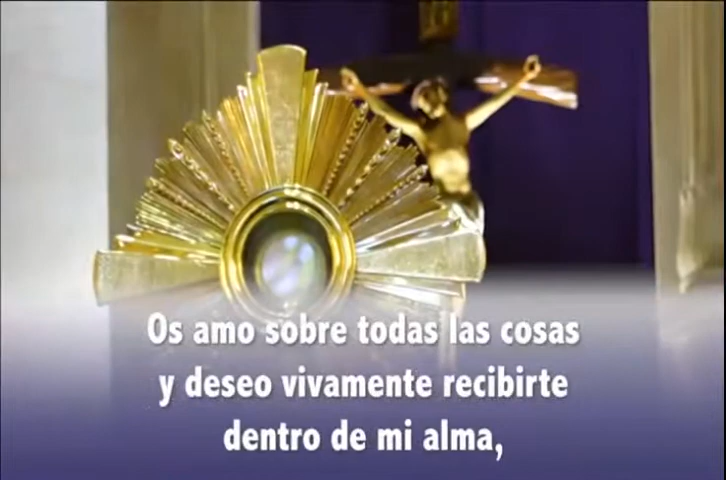 Os amo sobre todas las cosas
y deseo vivamente recibirte
dentro de mi alma,